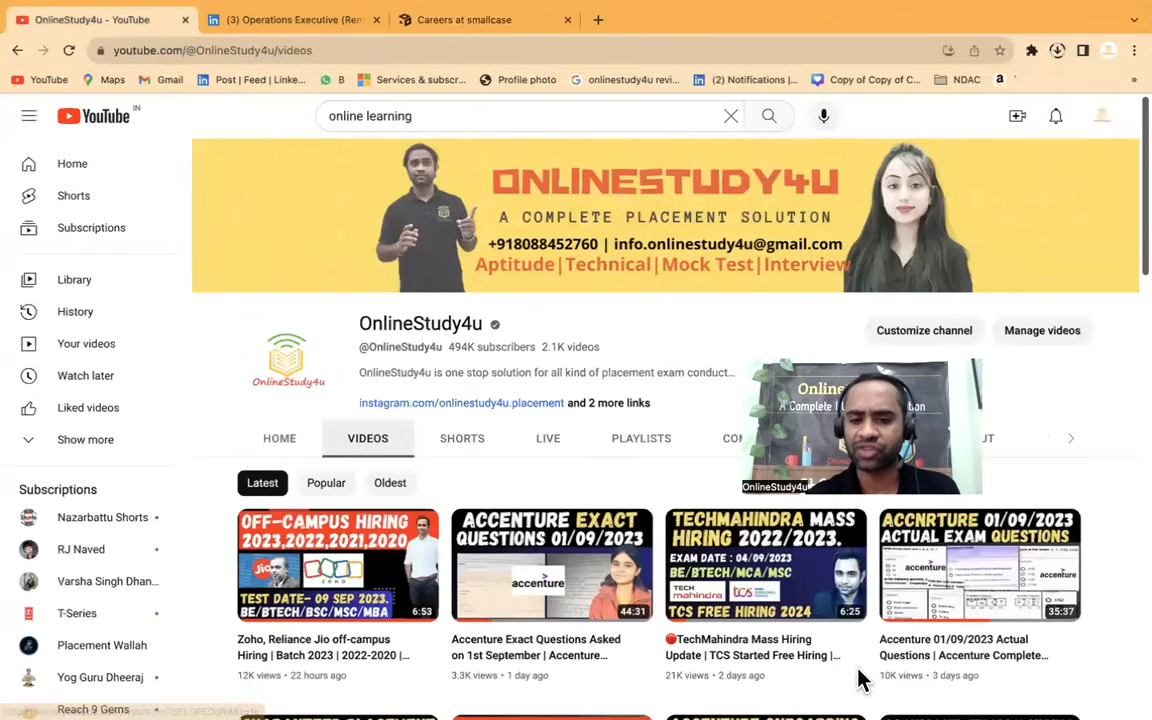 OnlineStudy4u - YouTube
(3) Operations Executive (Rem
Careers at smallcase
youtube.com/@OnlineStudy4u/videos
YouTube
Maps
Gmail
Post | Feed | Linke...
B
Services & subscr...
Profile photo
onlinestudy4u revi...
(2) Notifications |...
Copy of Copy of C...
NDAC
a
»
YouTube IN
online learning
Home
Shorts
Subscriptions
Library
History
Your videos
Watch later
Liked videos
Show more
Subscriptions
Nazarbattu Shorts
RJ Naved
Varsha Singh Dhan...
T-Series
Placement Wallah
Yog Guru Dheeraj
Reach 9 Gems
ONLINESTUDY4U
A COMPLETE PLACEMENT SOLUTION
+918088452760 | info.onlinestudy4u@gmail.com
Aptitude|Technical|Mock Test|Interview
OnlineStudy4u
OnlineStudy4u
@OnlineStudy4u 494K subscribers 2.1K videos
OnlineStudy4u is one stop solution for all kind of placement exam conduct...
instagram.com/onlinestudy4u.placement and 2 more links
Customize channel
Manage videos
Online
A Complete
OnlineStudy4u
HOME
VIDEOS
SHORTS
LIVE
PLAYLISTS
Latest
Popular
Oldest
OFF-CAMPUS HIRING
2023,2022,2021,2020
Jio
ZOHO
TEST DATE- 09 SEP 2023.
BE/BTECH/BSC/MSC/MBA
6:53
Zoho, Reliance Jio off-campus
Hiring | Batch 2023 | 2022-2020 |...
12K views • 22 hours ago
ACCENTURE EXACT
QUESTIONS 01/09/2023
accenture
44:31
Accenture Exact Questions Asked
on 1st September | Accenture...
3.3K views • 1 day ago
TECHMAHINDRA MASS
HIRING 2022/2023.
EXAM DATE : 04/09/2023
BE/BTECH/MCA/MSC
TECH mahindra
tcs
TCS FREE HIRING 2024
6:25
TechMahindra Mass Hiring
Update | TCS Started Free Hiring |...
21K views • 2 days ago
ACCNRTURE 01/09/2023
ACTUAL EXAM QUESTIONS
accenture
accenture
35:37
Accenture 01/09/2023 Actual
Questions | Accenture Complete...
10K views • 3 days ago